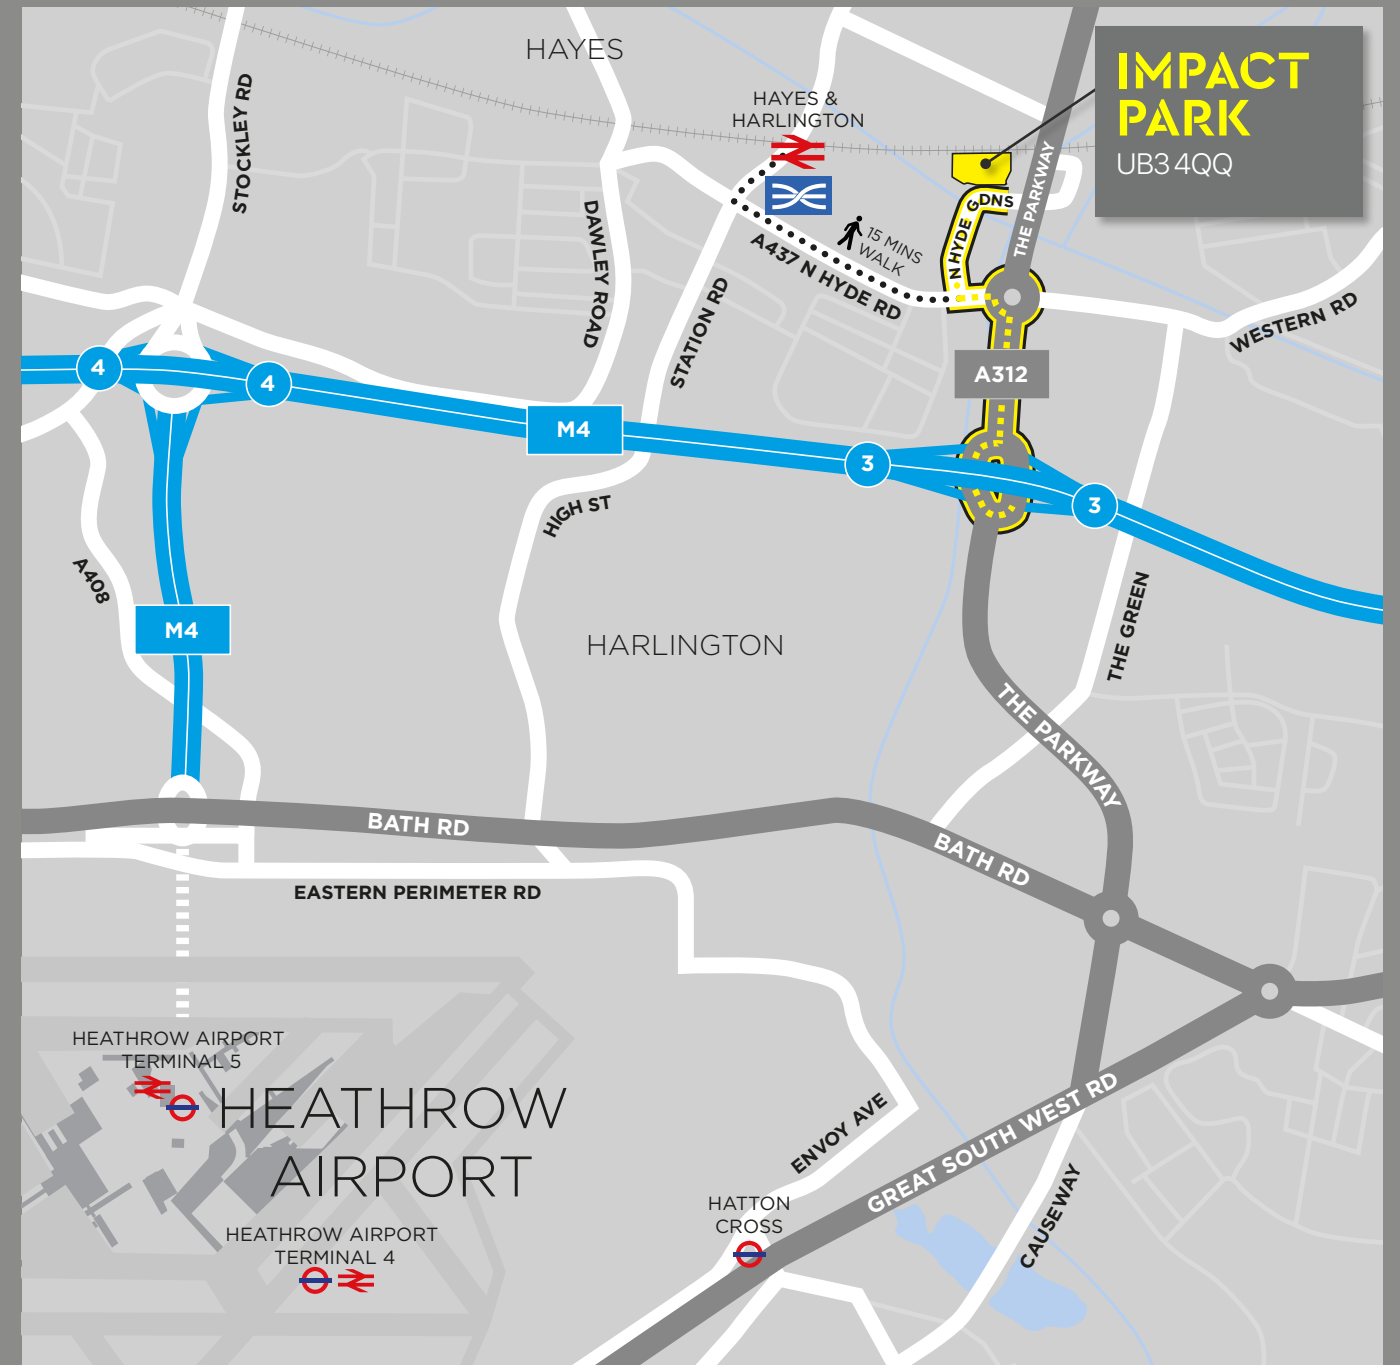 HAYES
IMPACT
PARK
UB3 4QQ
HAYES &
HARLINGTON
STOCKLEY RD
THE PARKWAY
N HYDE GDNS
DAWLEY ROAD
15 MINS
WALK
A437 N HYDE RD
STATION RD
WESTERN RD
4
4
A312
M4
3
3
HIGH ST
A408
M4
HARLINGTON
THE GREEN
THE PARKWAY
BATH RD
BATH RD
EASTERN PERIMETER RD
HEATHROW AIRPORT
TERMINAL 5
HEATHROW
AIRPORT
ENVOY AVE
GREAT SOUTH WEST RD
HATTON
CROSS
CAUSEWAY
HEATHROW AIRPORT
TERMINAL 4